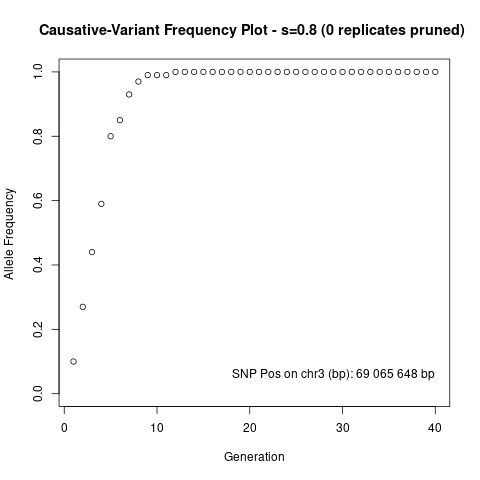 Causative-Variant Frequency Plot - s=0.8 (0 replicates pruned)
1.0
0.8
0.6
0.4
0.2
0.0
Allele Frequency
SNP Pos on chr3 (bp): 69 065 648 bp
0 10 20 30 40
Generation